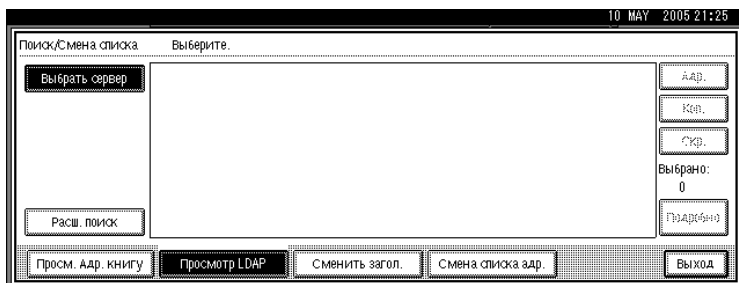 10 MAY 2005 21:25
Поиск/Смена списка Выберите.
Выбрать сервер
Адр.
Коп.
Скр.
Выбрано:
0
Расш. поиск
Подробно
Просм. Адр. книгу Просмотр LDAP Сменить загол. Смена списка адр. Выход